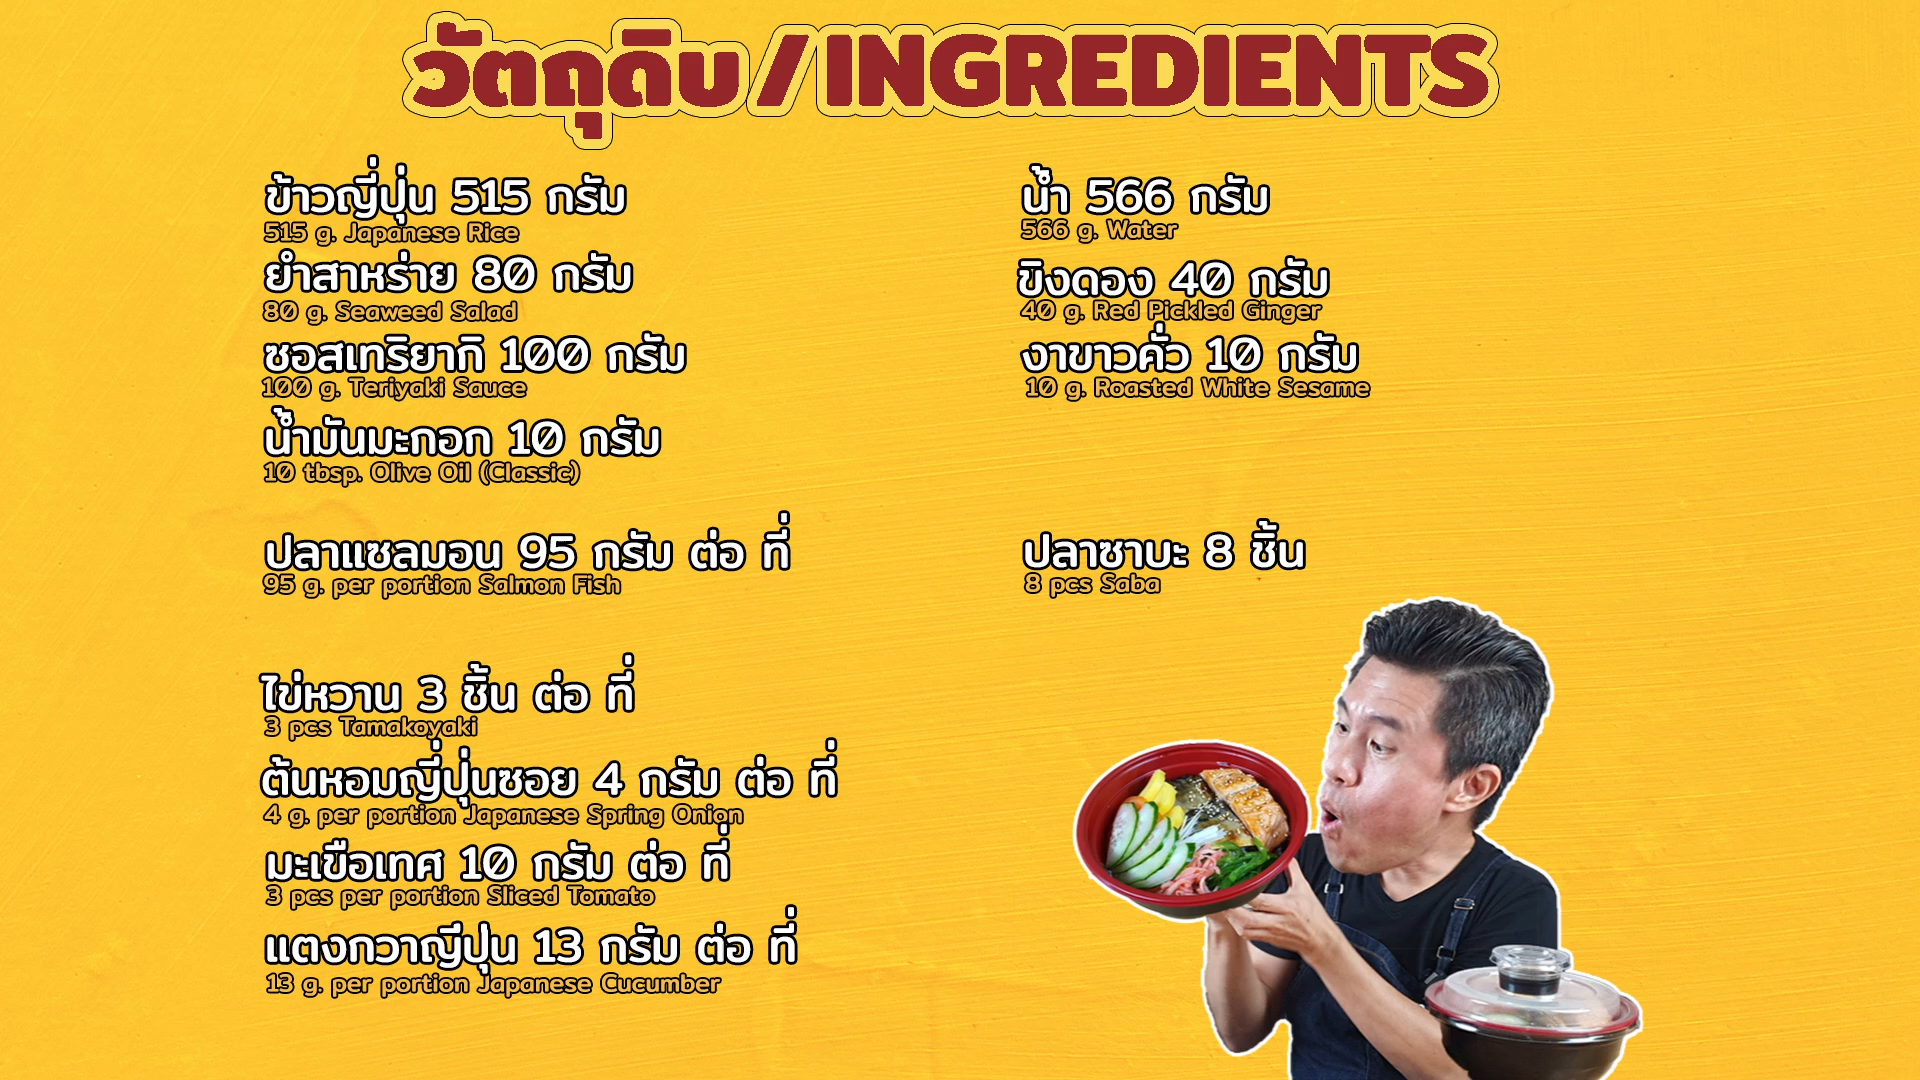 วัตถุดิบ/INGREDIENTS
ข้าวญี่ปุ่น 515 กรัม
515 g. Japanese Rice
ยำสาหร่าย 80 กรัม
80 g. Seaweed Salad
ซอสเทริยากิ 100 กรัม
100 g. Teriyaki Sauce
น้ำมันมะกอก 10 กรัม
10 tbsp. Olive Oil (Classic)
น้ำ 566 กรัม
566 g. Water
ขิงดอง 40 กรัม
40 g. Red Pickled Ginger
งาขาวคั่ว 10 กรัม
10 g. Roasted White Sesame
ปลาแซลมอน 95 กรัม ต่อ ที่
95 g. per portion Salmon Fish
ปลาซาบะ 8 ชิ้น
8 pcs Saba
ไข่หวาน 3 ชิ้น ต่อ ที่
3 pcs Tamakoyaki
ต้นหอมญี่ปุ่นซอย 4 กรัม ต่อ ที่
4 g. per portion Japanese Spring Onion
มะเขือเทศ 10 กรัม ต่อ ที่
3 pcs per portion Sliced Tomato
แตงกวาญีปุ่น 13 กรัม ต่อ ที่
13 g. per portion Japanese Cucumber